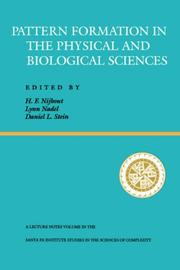 PATTERN FORMATION IN
THE PHYSICAL AND
BIOLOGICAL SCIENCES
EDITED BY
H. F. Nijhout
Lynn Nadel
Daniel L. Stein
A LECTURE NOTES VOLUME IN THE
SANTA FE INSTITUTE STUDIES IN THE SCIENCES OF COMPLEXITY